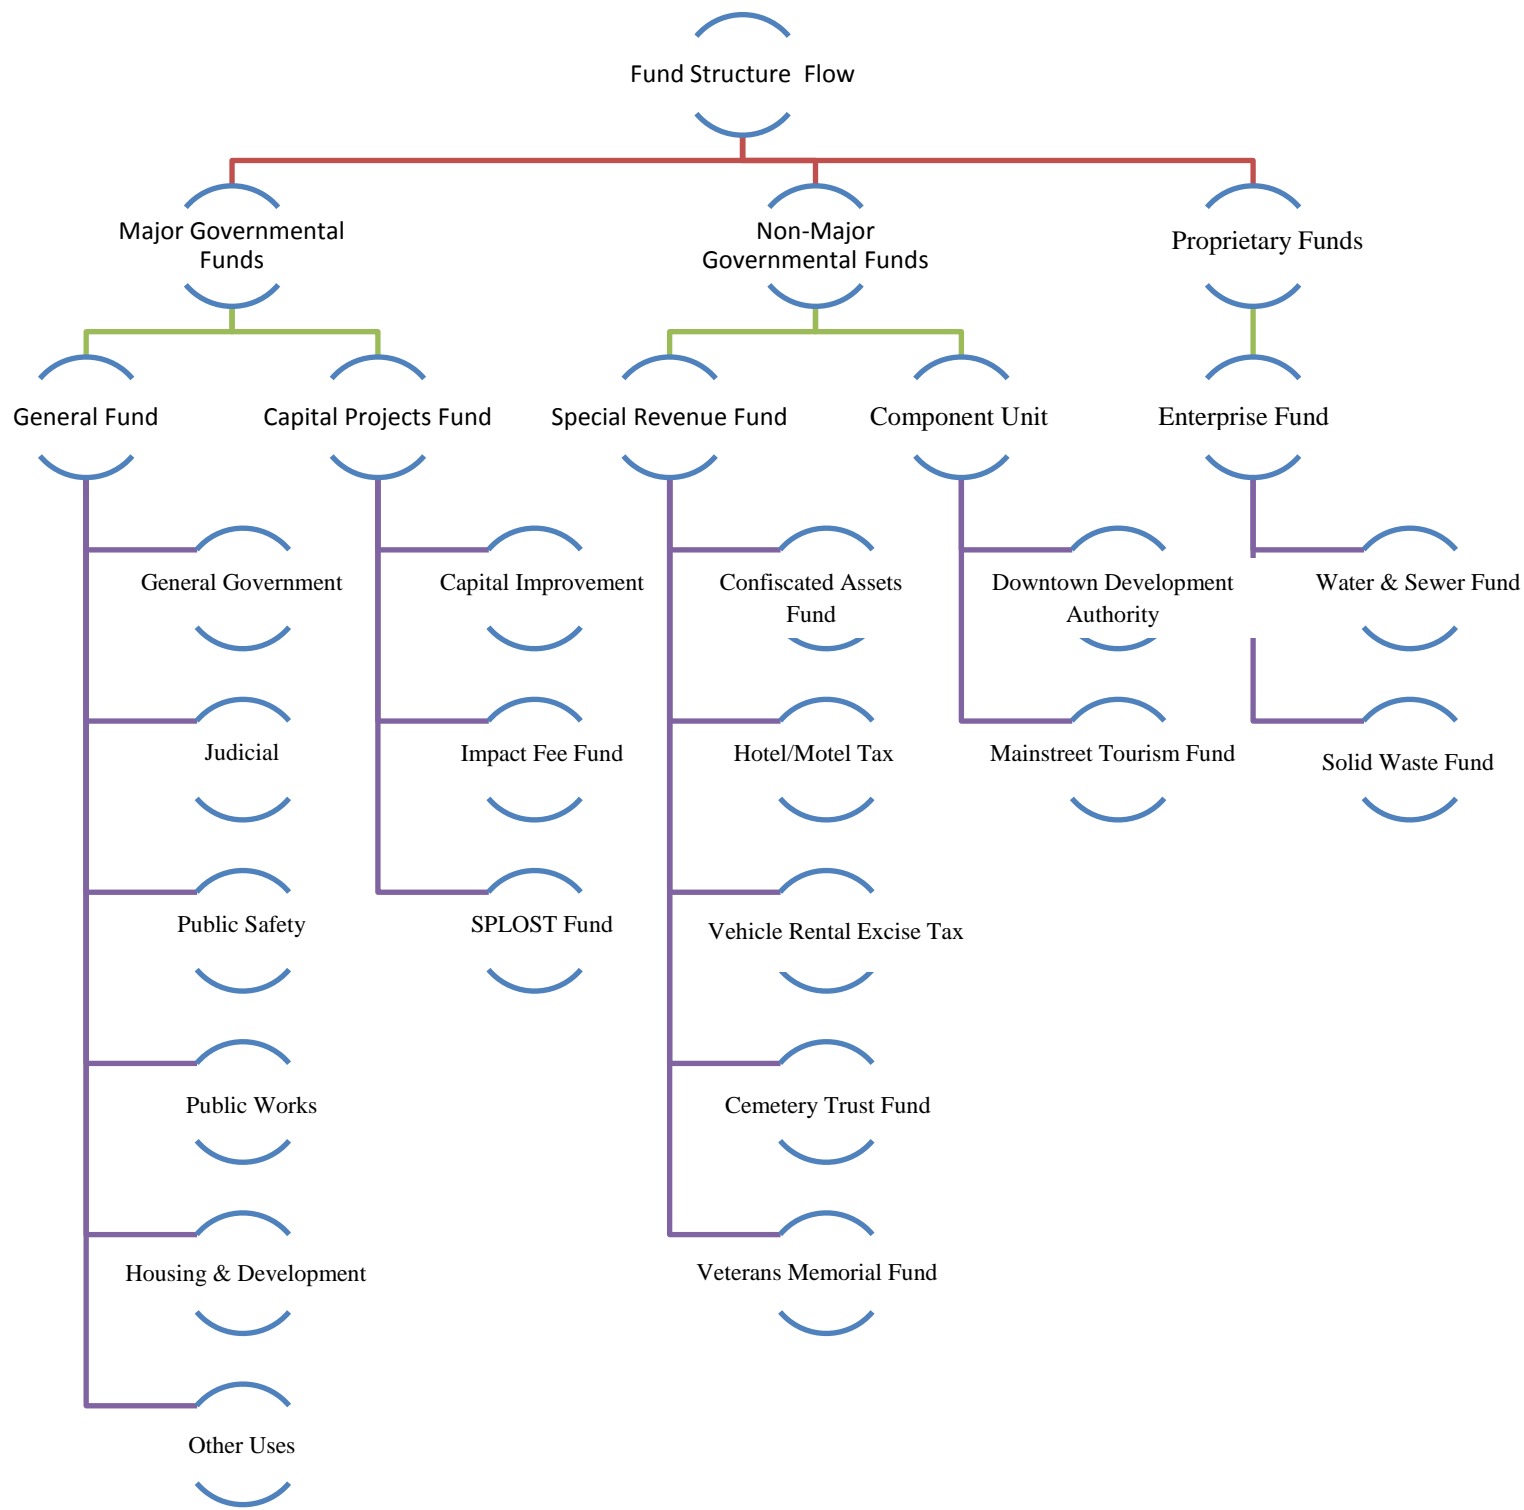 Fund Structure Flow
Major Governmental
Funds
Non-Major
Governmental Funds
Proprietary Funds
General Fund
Capital Projects Fund
Special Revenue Fund
Component Unit
Enterprise Fund
General Government
Judicial
Public Safety
Public Works
Housing & Development
Other Uses
Capital Improvement
Impact Fee Fund
SPLOST Fund
Confiscated Assets
Fund
Hotel/Motel Tax
Vehicle Rental Excise Tax
Cemetery Trust Fund
Veterans Memorial Fund
Downtown Development
Authority
Mainstreet Tourism Fund
Water & Sewer Fund
Solid Waste Fund